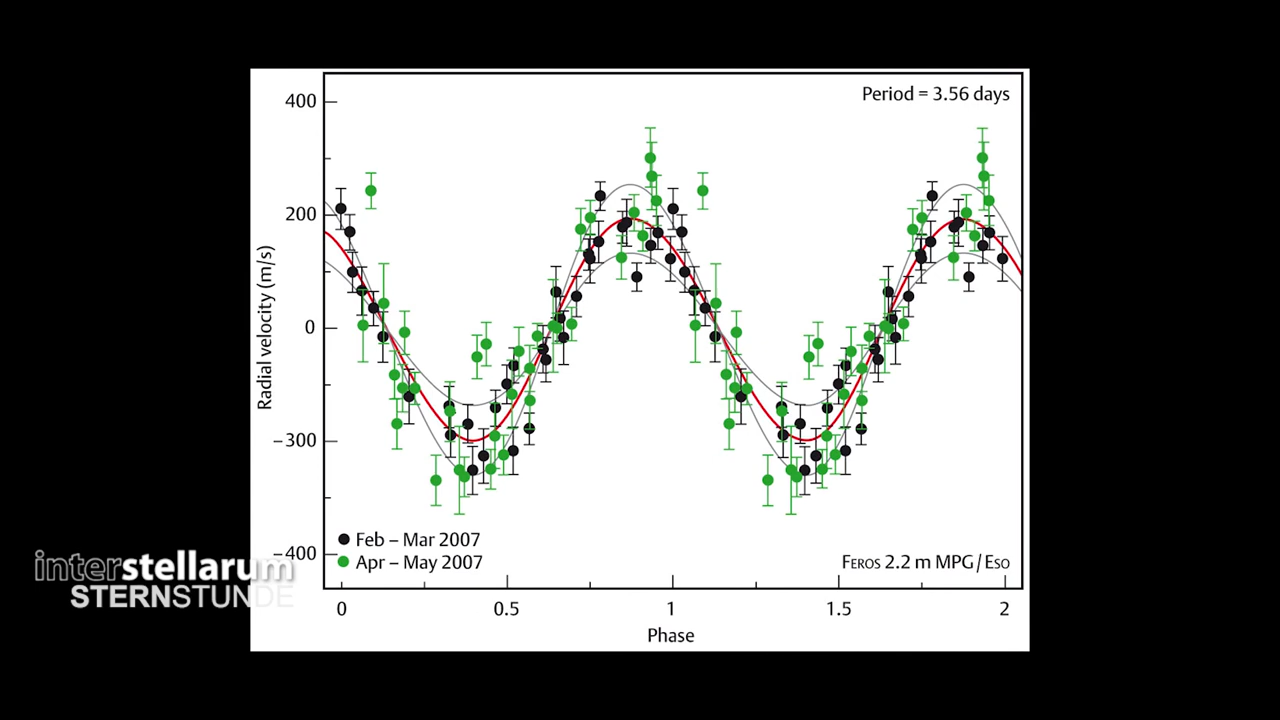 Period = 3.56 days
400
200
0
−300
−400
Radial velocity (m/s)
Feb – Mar 2007
Apr – May 2007
FEROS 2.2 m MPG / ESO
0
0.5
1
1.5
2
Phase
interstellarum
STERNSTUNDE